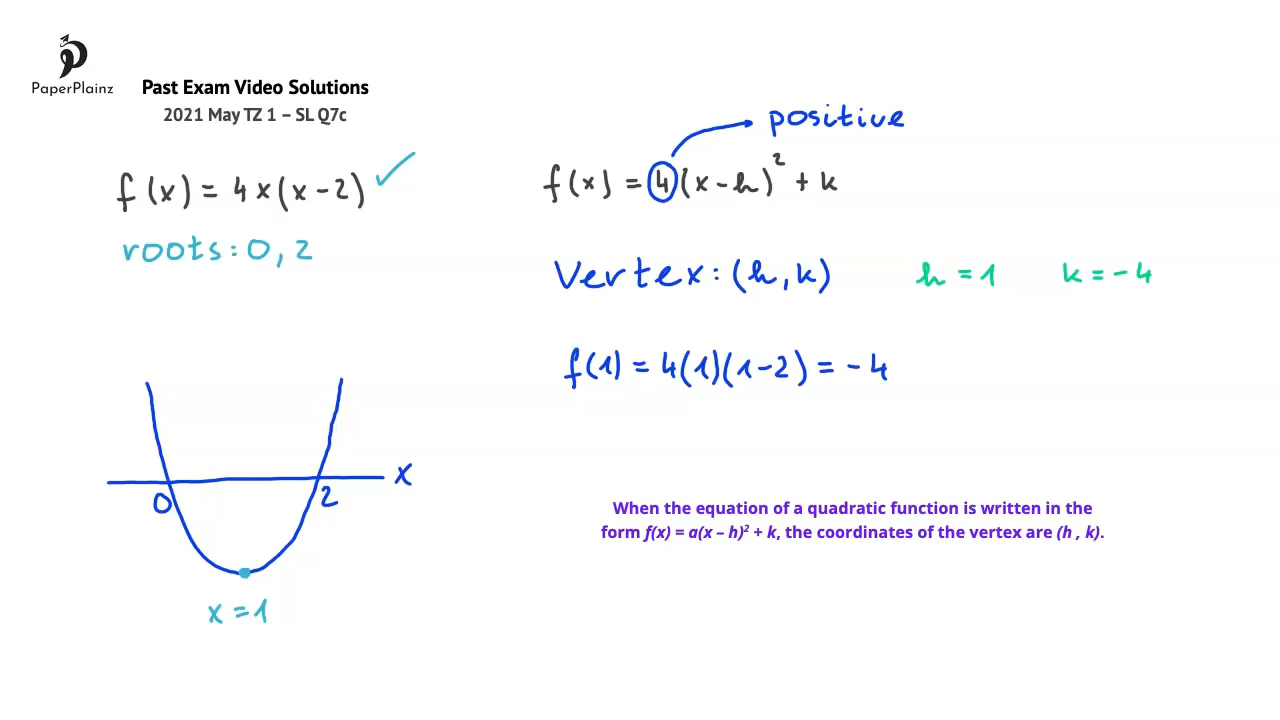 PaperPlainz
Past Exam Video Solutions
2021 May TZ 1 – SL Q7c
positive
f(x) = 4x(x-2) ✓
f(x) = 4(x-h)² + k
roots: 0, 2
Vertex: (h, k)
h = 1
k = -4
f(1) = 4(1)(1-2) = -4
x
0
2
When the equation of a quadratic function is written in the
form f(x) = a(x – h)² + k, the coordinates of the vertex are (h , k).
x = 1